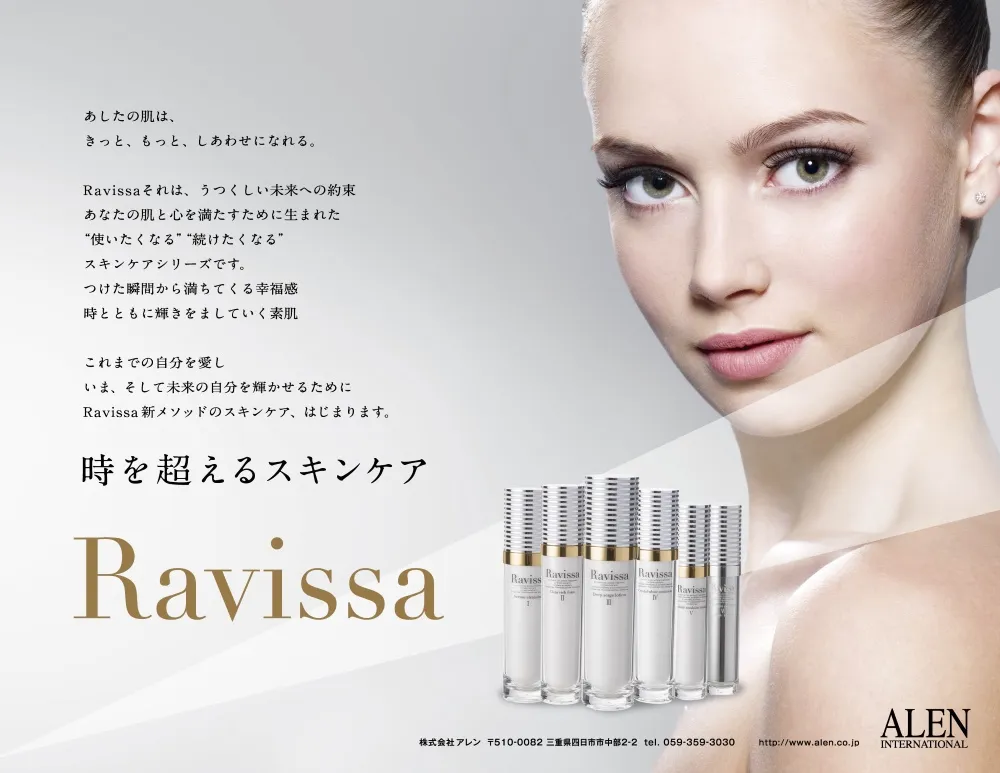 あしたの肌は、
きっと、もっと、しあわせになれる。
Ravissaそれは、うつくしい未来への約束
あなたの肌と心を満たすために生まれた
“使いたくなる”“続けたくなる”
スキンケアシリーズです。
つけた瞬間から満ちてくる幸福感
時とともに輝きをましていく素肌
これまでの自分を愛し
いま、そして未来の自分を輝かせるために
Ravissa新メソッドのスキンケア、はじまります。
時を超えるスキンケア
Ravissa
Ravissa
I
Ravissa
II
Ravissa
III
Ravissa
IV
Ravissa
株式会社アレン 〒510-0082 三重県四日市市中部2-2 tel. 059-359-3030 http://www.alen.co.jp
ALEN
INTERNATIONAL